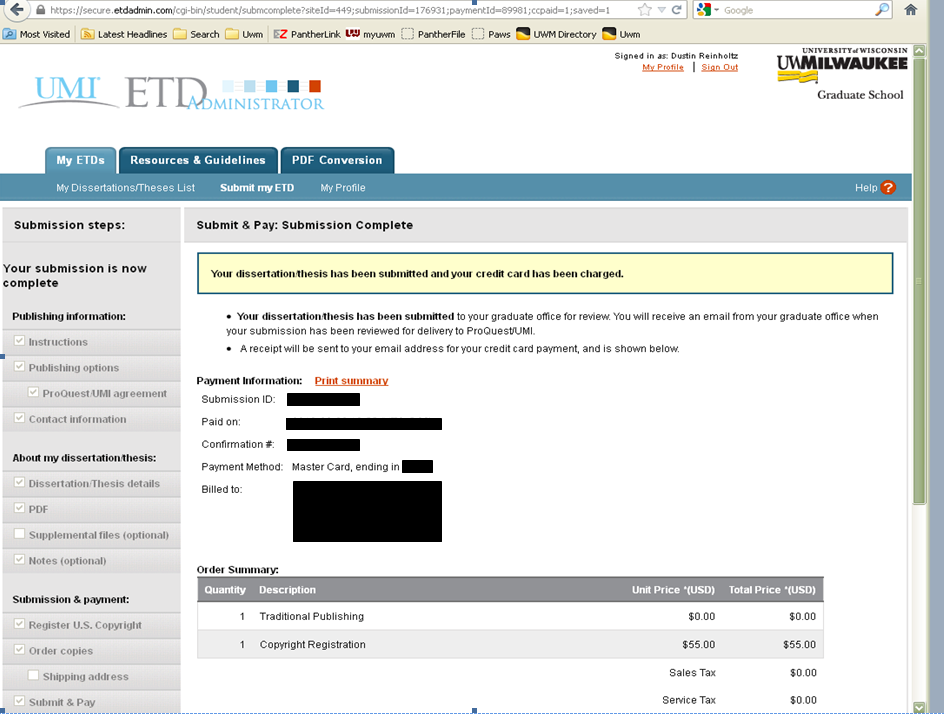 https://secure.etdadmin.com/cgi-bin/student/submcomplete?siteId=449;submissionId=176931;paymentId=89981;ccpaid=1;saved=1
Google
Most Visited Latest Headlines Search Uwm PantherLink myuwm PantherFile Paws UWM Directory Uwm
Signed in as: Dustin Reinholtz
My Profile | Sign Out
UNIVERSITY of WISCONSIN
UWMILWAUKEE
Graduate School
UMI ETD ADMINISTRATOR
My ETDs Resources & Guidelines PDF Conversion
My Dissertations/Theses List Submit my ETD My Profile Help ?
Submission steps:
Your submission is now
complete
Publishing information:
Instructions
Publishing options
ProQuest/UMI agreement
Contact information
About my dissertation/thesis:
Dissertation/Thesis details
PDF
Supplemental files (optional)
Notes (optional)
Submission & payment:
Register U.S. Copyright
Order copies
Shipping address
Submit & Pay
Submit & Pay: Submission Complete
Your dissertation/thesis has been submitted and your credit card has been charged.
• Your dissertation/thesis has been submitted to your graduate office for review. You will receive an email from your graduate office when
your submission has been reviewed for delivery to ProQuest/UMI.
• A receipt will be sent to your email address for your credit card payment, and is shown below.
Payment Information: Print summary
Submission ID:
Paid on:
Confirmation #:
Payment Method: Master Card, ending in
Billed to:
Order Summary:
Quantity Description Unit Price *(USD) Total Price *(USD)
1 Traditional Publishing $0.00 $0.00
1 Copyright Registration $55.00 $55.00
Sales Tax $0.00
Service Tax $0.00